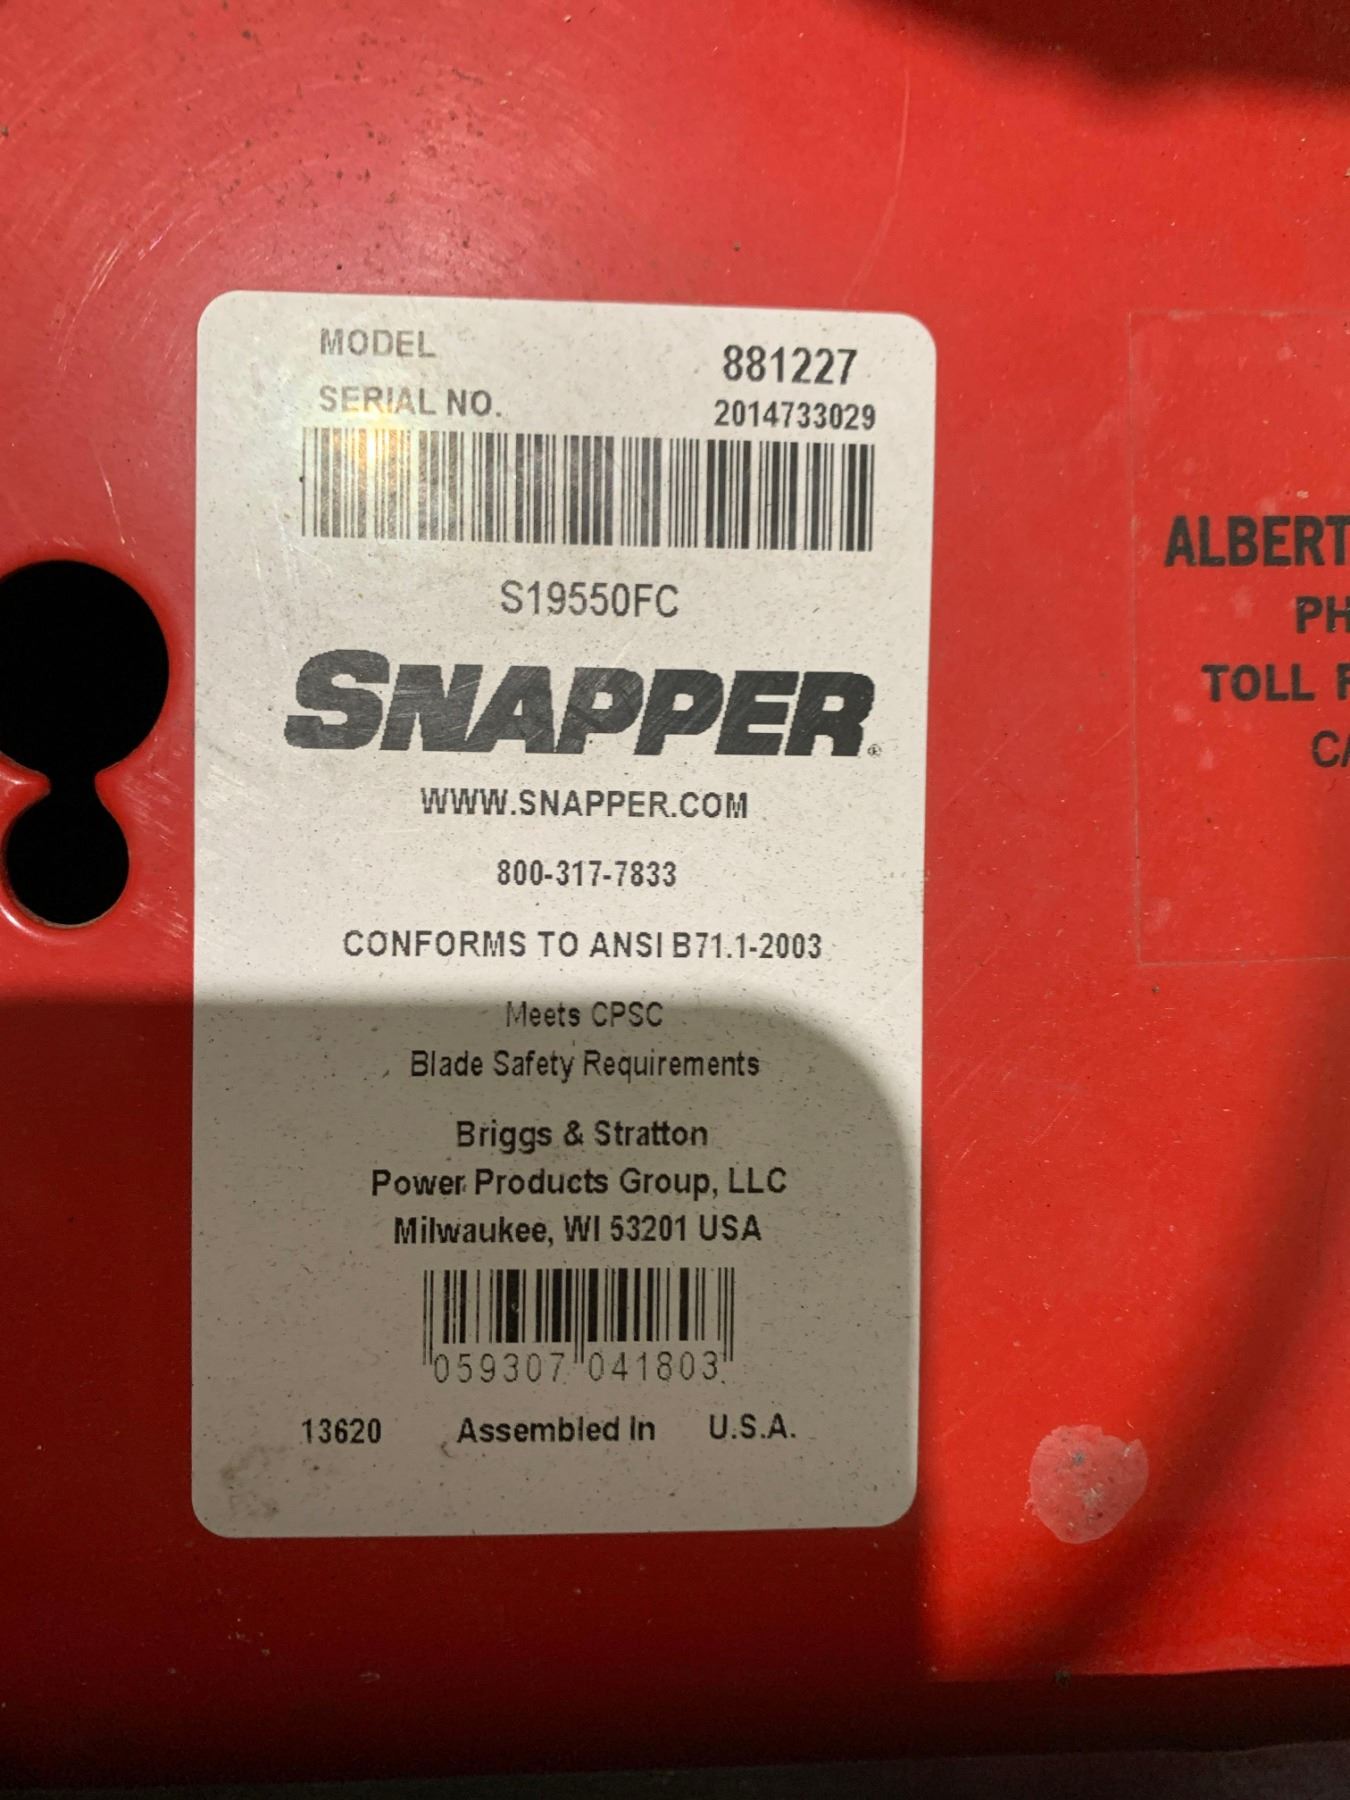 MODEL 881227
SERIAL NO. 2014733029
S19550FC
SNAPPER®
WWW.SNAPPER.COM
800-317-7833
CONFORMS TO ANSI B71.1-2003
Meets CPSC
Blade Safety Requirements
Briggs & Stratton
Power Products Group, LLC
Milwaukee, WI 53201 USA
059307 041803
13620 Assembled In U.S.A.
ALBERT
PH
TOLL F
CA